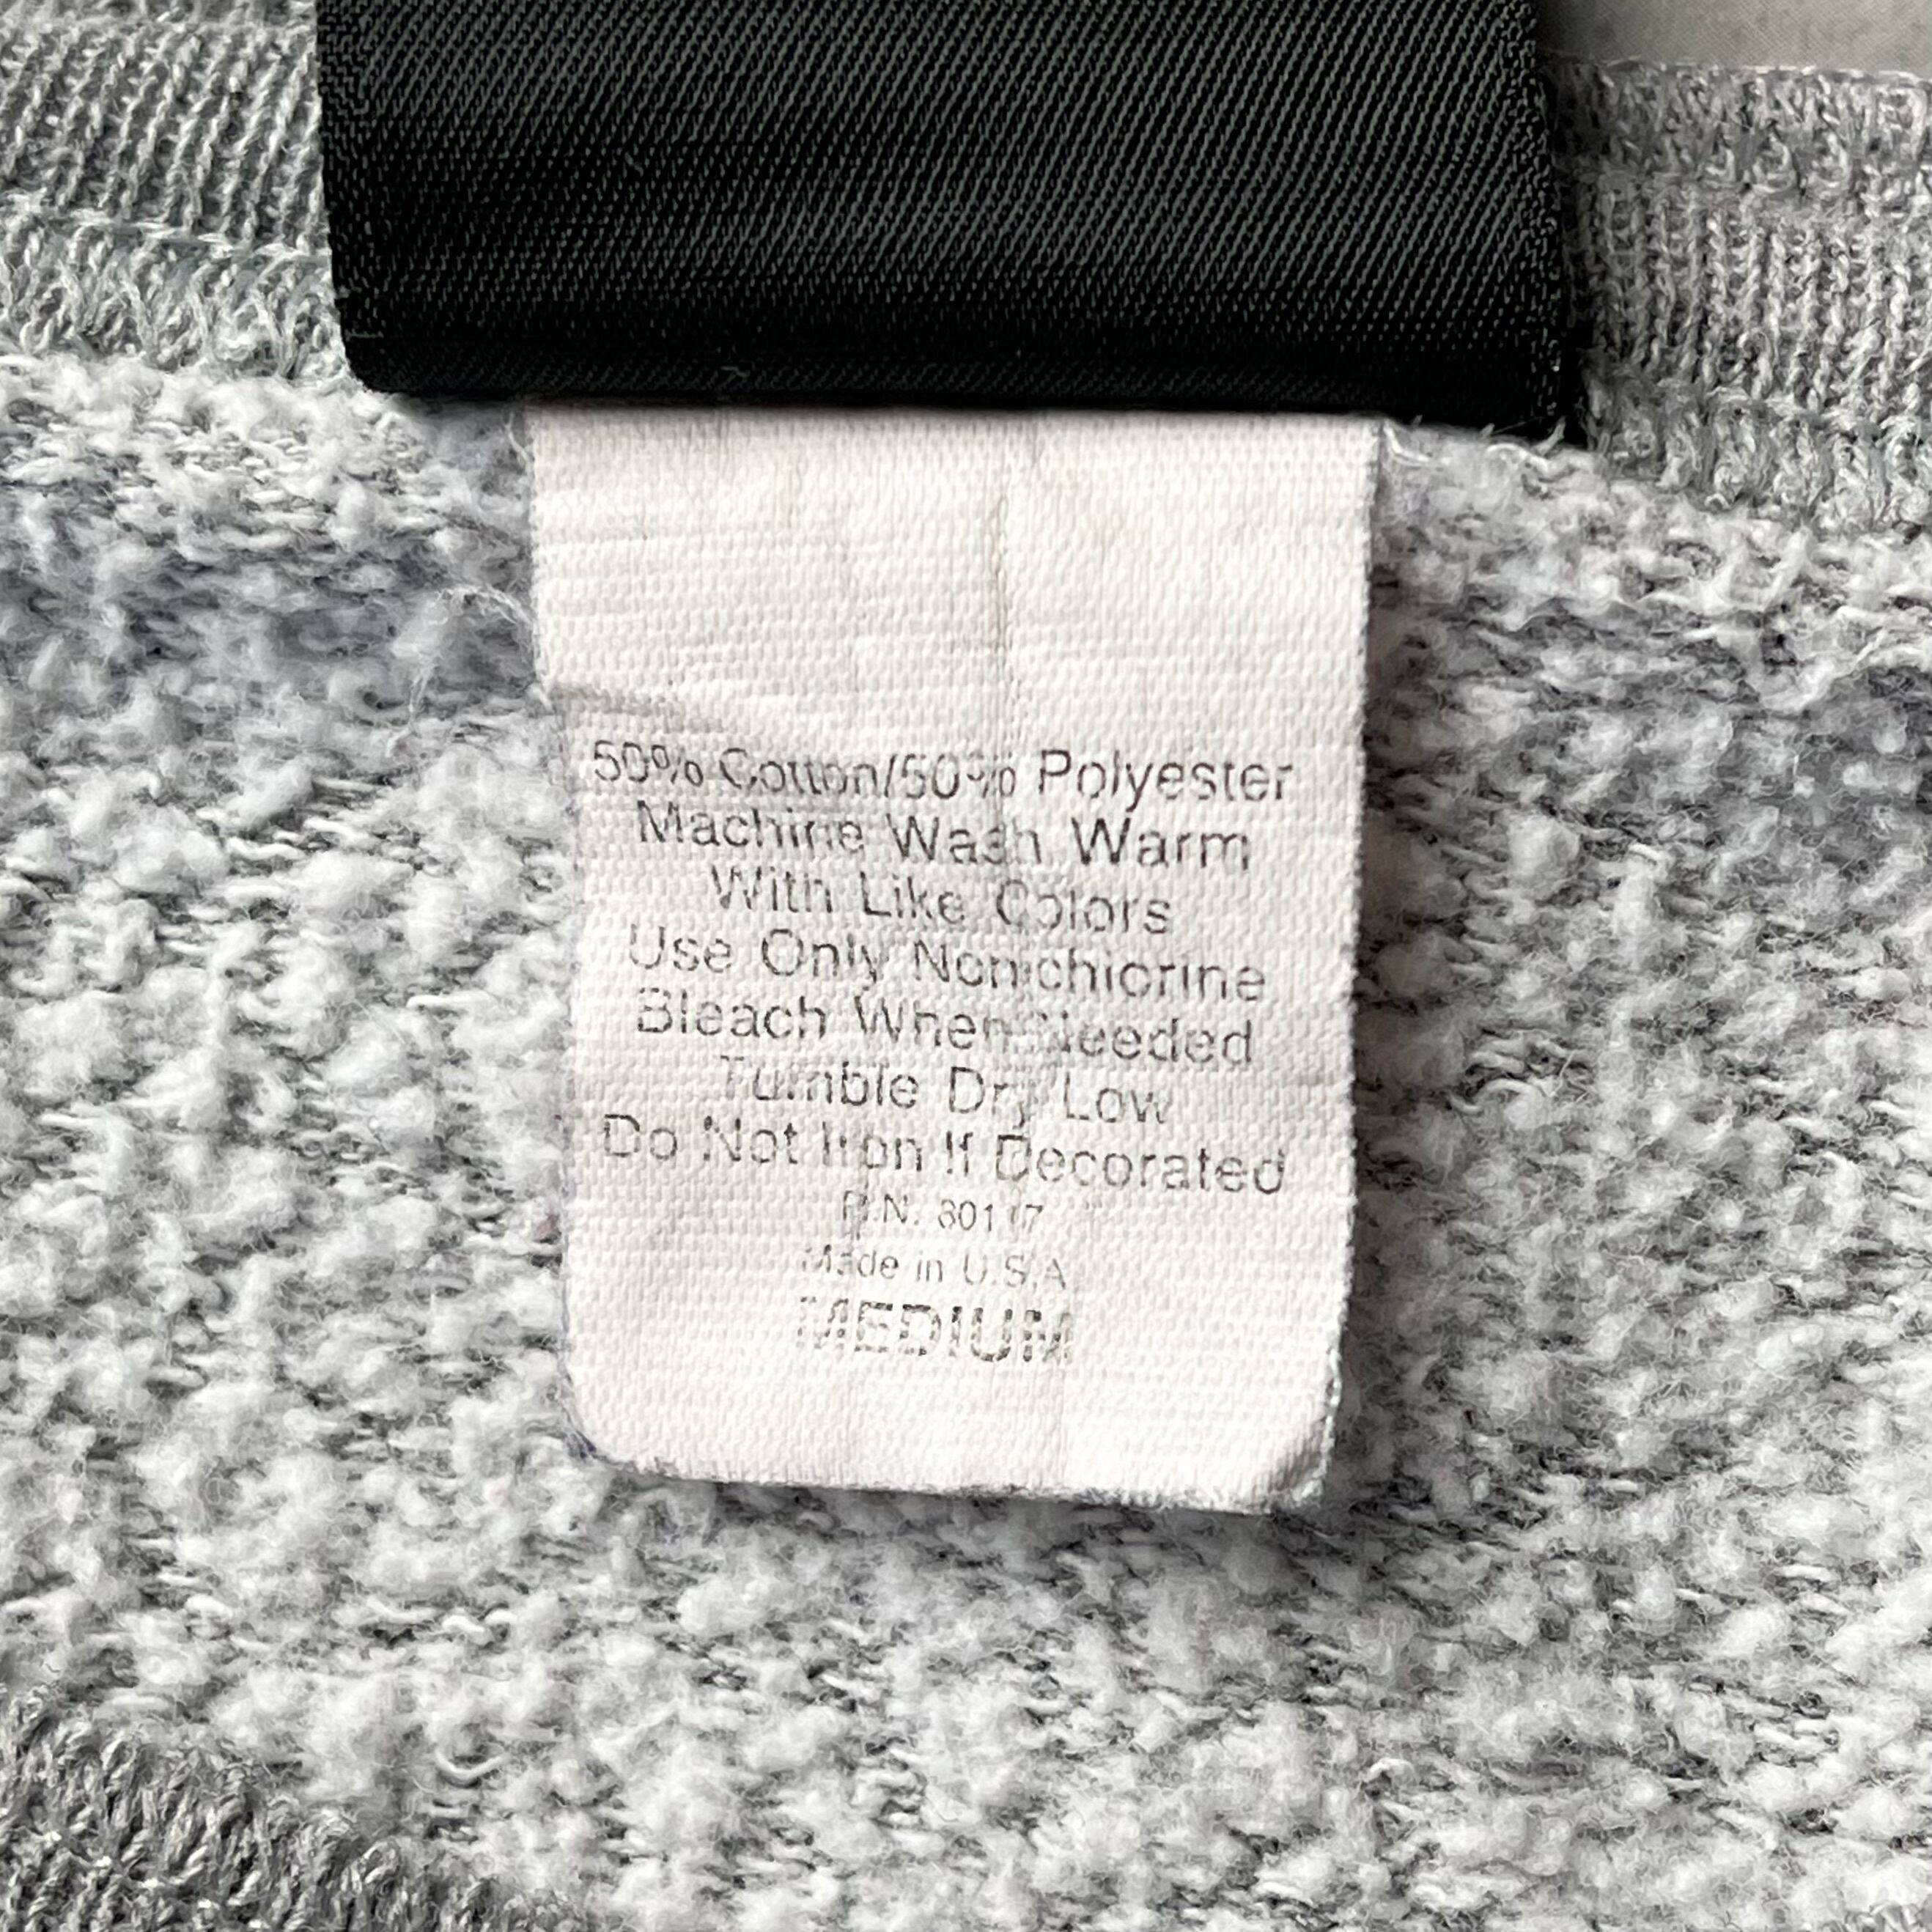 50% Cotton/50% Polyester
Machine Wash Warm
With Like Colors
Use Only Nonchlorine
Bleach When Needed
Tumble Dry Low
Do Not Iron If Decorated
R.N.
Made in U.S.A
MEDIUM